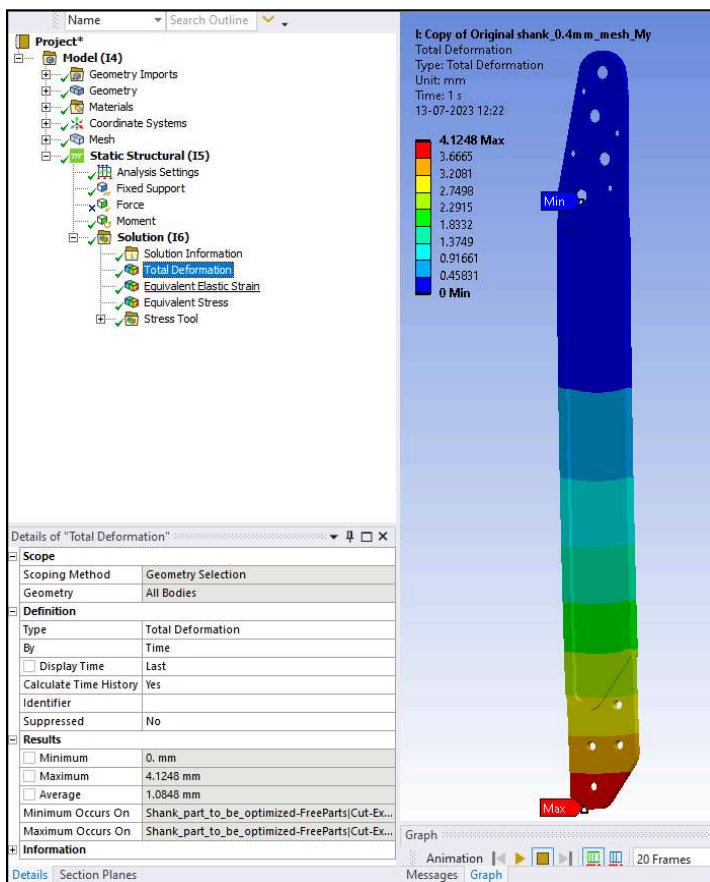 Name
Search Outline
Project*
Model (I4)
Geometry Imports
Geometry
Materials
Coordinate Systems
Mesh
Static Structural (I5)
Analysis Settings
Fixed Support
Force
Moment
Solution (I6)
Solution Information
Total Deformation
Equivalent Elastic Strain
Equivalent Stress
Stress Tool
Details of "Total Deformation"
Scope
Scoping Method Geometry Selection
Geometry All Bodies
Definition
Type Total Deformation
By Time
Display Time Last
Calculate Time History Yes
Identifier
Suppressed No
Results
Minimum 0. mm
Maximum 4.1248 mm
Average 1.0848 mm
Minimum Occurs On Shank_part_to_be_optimized-FreeParts|Cut-Ex...
Maximum Occurs On Shank_part_to_be_optimized-FreeParts|Cut-Ex...
Information
Details Section Planes
I: Copy of Original shank_0.4mm_mesh_My
Total Deformation
Type: Total Deformation
Unit: mm
Time: 1 s
13-07-2023 12:22
4.1248 Max
3.6665
3.2081
2.7498
2.2915
1.8332
1.3749
0.91661
0.45831
0 Min
Min
Max
Graph
Animation 20 Frames
Messages Graph